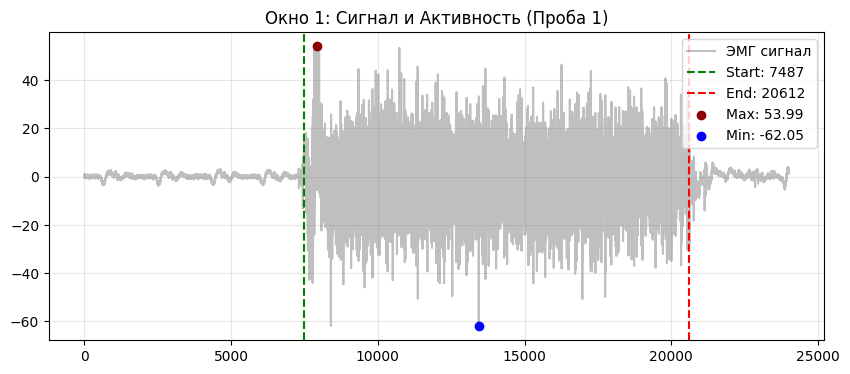 Окно 1: Сигнал и Активность (Проба 1)
ЭМГ сигнал
Start: 7487
End: 20612
Max: 53.99
Min: -62.05
40
20
0
−20
−40
−60
0
5000
10000
15000
20000
25000